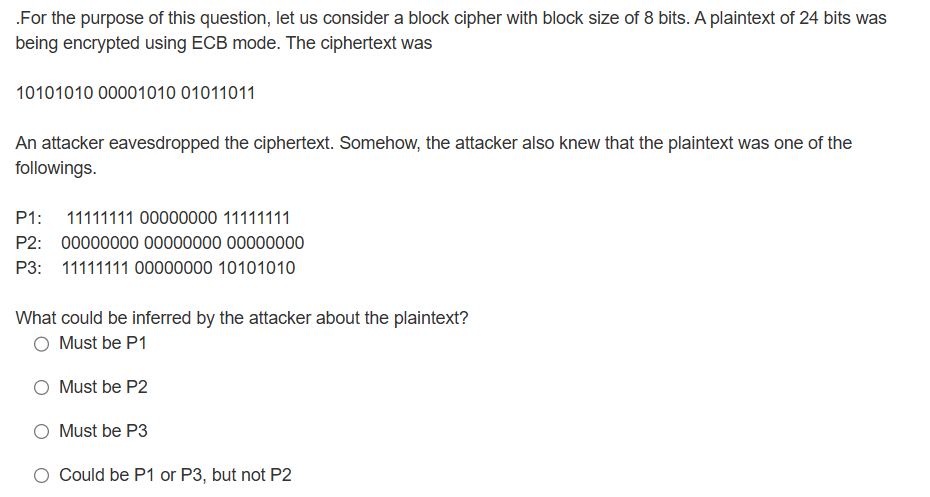 .For the purpose of this question, let us consider a block cipher with block size of 8 bits. A plaintext of 24 bits was
being encrypted using ECB mode. The ciphertext was
10101010 00001010 01011011
An attacker eavesdropped the ciphertext. Somehow, the attacker also knew that the plaintext was one of the
followings.
P1: 11111111 00000000 11111111
P2: 00000000 00000000 00000000
P3: 11111111 00000000 10101010
What could be inferred by the attacker about the plaintext?
Must be P1
Must be P2
Must be P3
Could be P1 or P3, but not P2